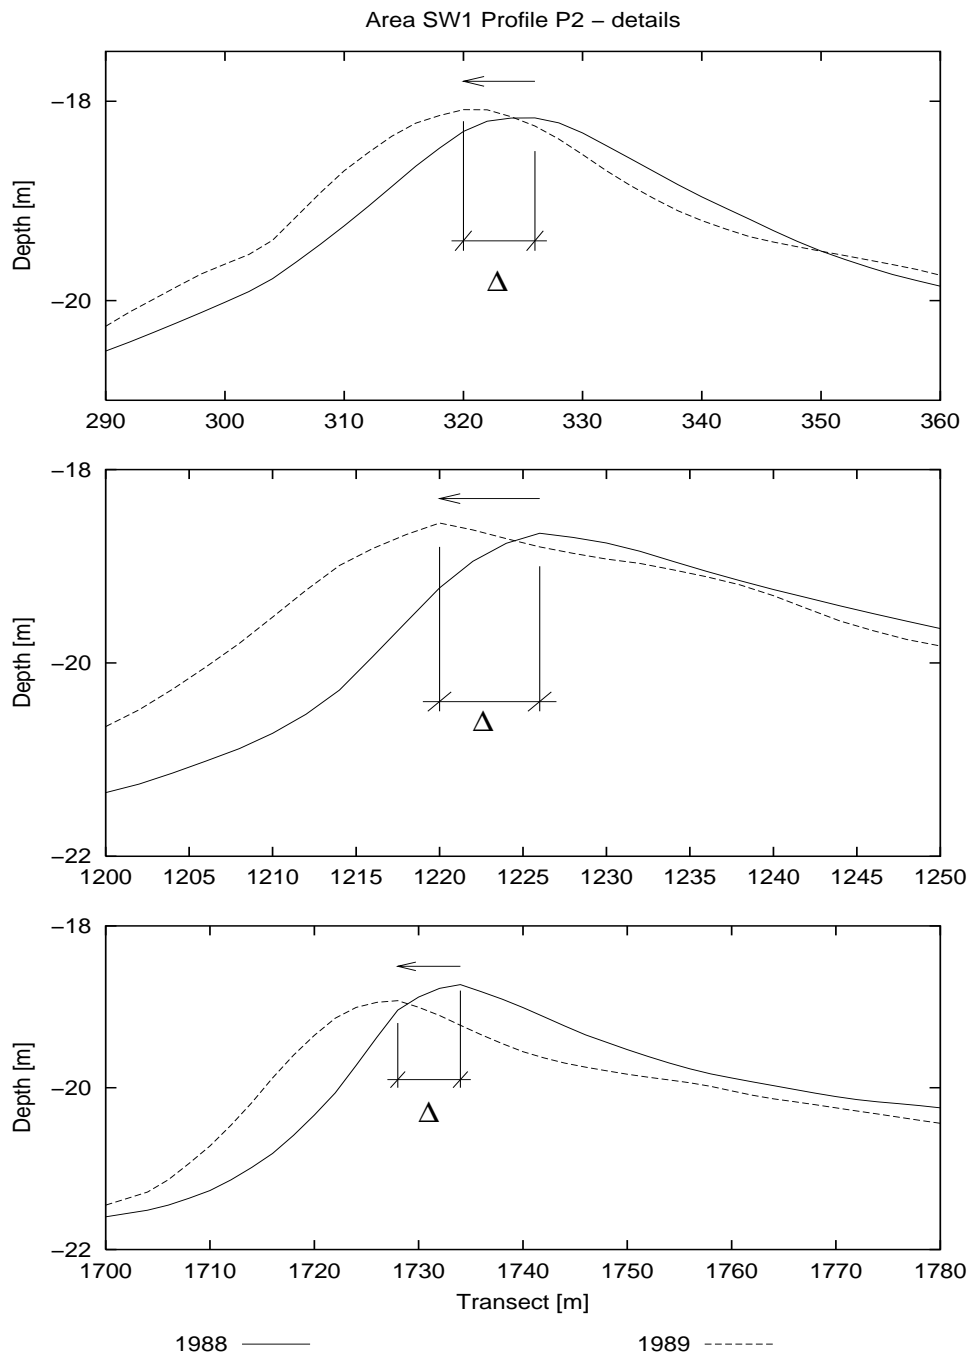 Area SW1 Profile P2 – details
Depth [m]
–18
–20
Δ
290 300 310 320 330 340 350 360
Depth [m]
–18
–20
–22
Δ
1200 1205 1210 1215 1220 1225 1230 1235 1240 1245 1250
Depth [m]
–18
–20
–22
Δ
1700 1710 1720 1730 1740 1750 1760 1770 1780
Transect [m]
1988 1989